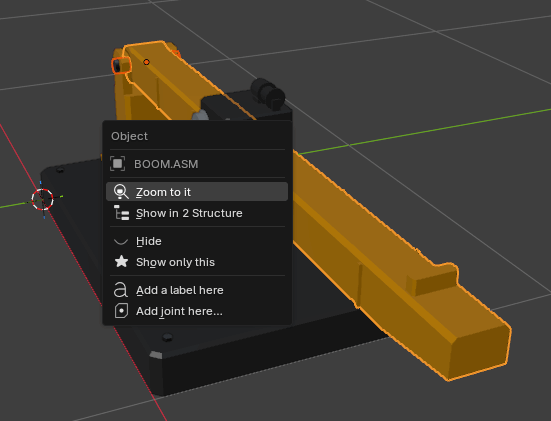 Object
BOOM.ASM
Zoom to it
Show in 2 Structure
Hide
Show only this
Add a label here
Add joint here...